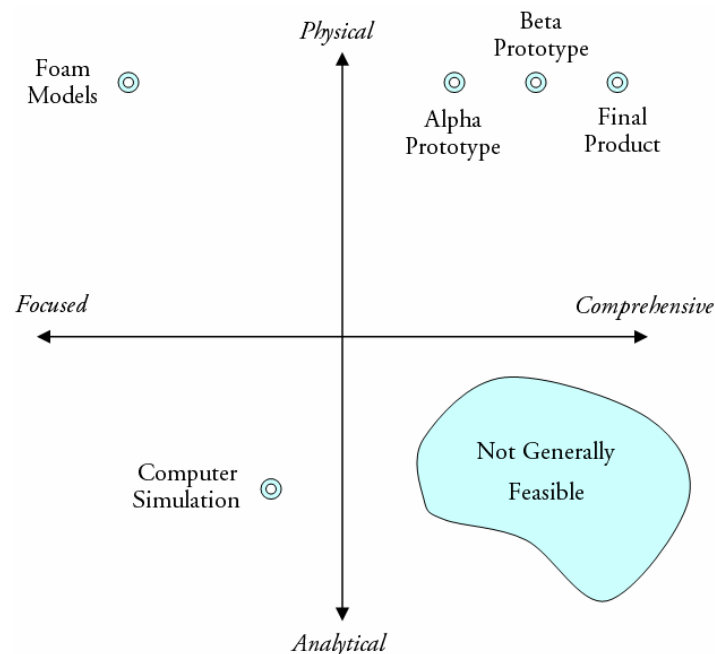 Physical
Beta
Prototype
Foam
Models
Alpha
Prototype
Final
Product
Focused
Comprehensive
Computer
Simulation
Not Generally
Feasible
Analytical